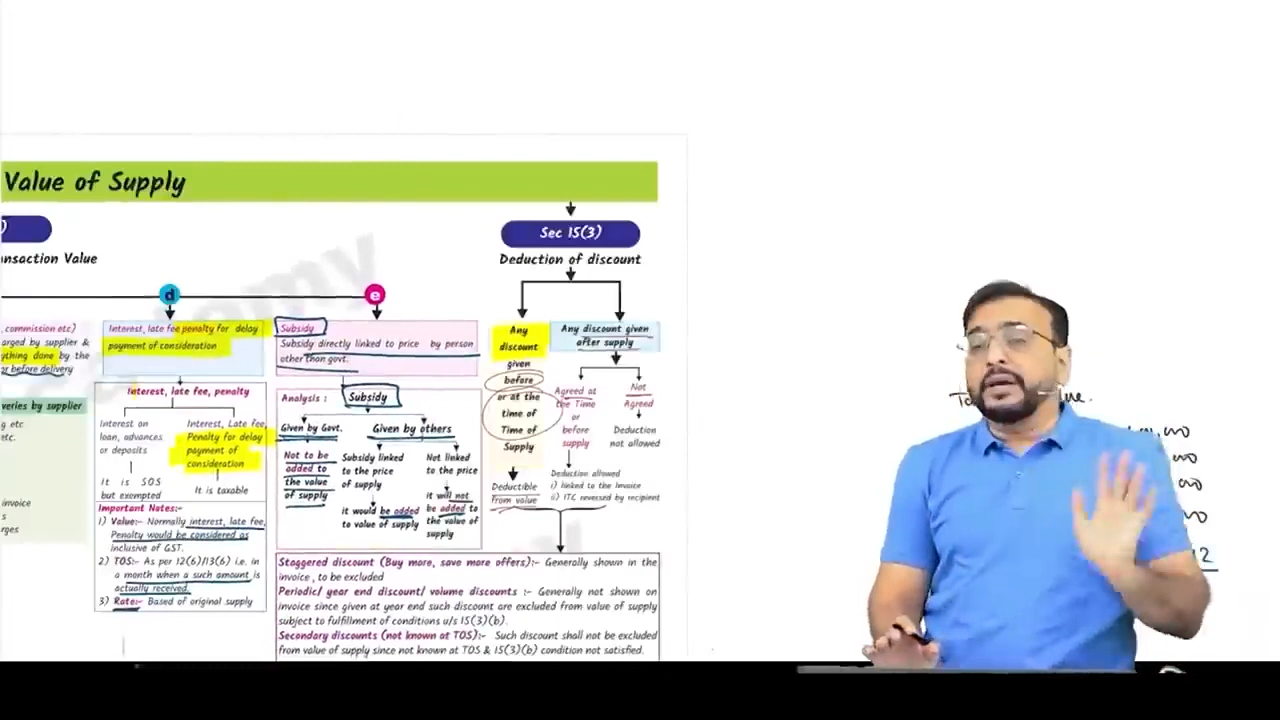 Value of Supply
)
nsaction Value
Sec 15(3)
Deduction of discount
d
e
, commission etc)
arged by supplier &
ything done by the
or before delivery
Interest, late fee penalty for delay
payment of consideration
Subsidy
Subsidy directly linked to price by person
other than govt.
Any
discount
given
before
or at the
time of
Time of
Supply
Deductible
from value
Any discount given
after supply
Agreed at
the Time
or
before
supply
Not
Agreed
Deduction
not allowed
Deduction allowed
i) linked to the Invoice
ii) ITC reversed by recipient
veries by supplier
g etc
etc.
invoice
s
rges
Interest, late fee, penalty
Interest on
loan, advances
or deposits
It is SOS
but exempted
Interest, Late fee,
Penalty for delay
payment of
consideration
It is taxable
Important Notes:-
1) Value:- Normally interest, late fee,
Penalty would be considered as
inclusive of GST.
2) TOS:- As per 12(6)/13(6) i.e. in
a month when a such amount is
actually received.
3) Rate:- Based of original supply
Analysis :
Subsidy
Given by Govt.
Not to be
added to
the value
of supply
Given by others
Subsidy linked
to the price
of supply
it would be added
to value of supply
Not linked
to the price
it will not
be added to
the value of
supply
Staggered discount (Buy more, save more offers):- Generally shown in the
invoice , to be excluded
Periodic/ year end discount/ volume discounts :- Generally not shown on
invoice since given at year end such discount are excluded from value of supply
subject to fulfillment of conditions u/s 15(3)(b).
Secondary discounts (not known at TOS):- Such discount shall not be excluded
from value of supply since not known at TOS & 15(3)(b) condition not satisfied.